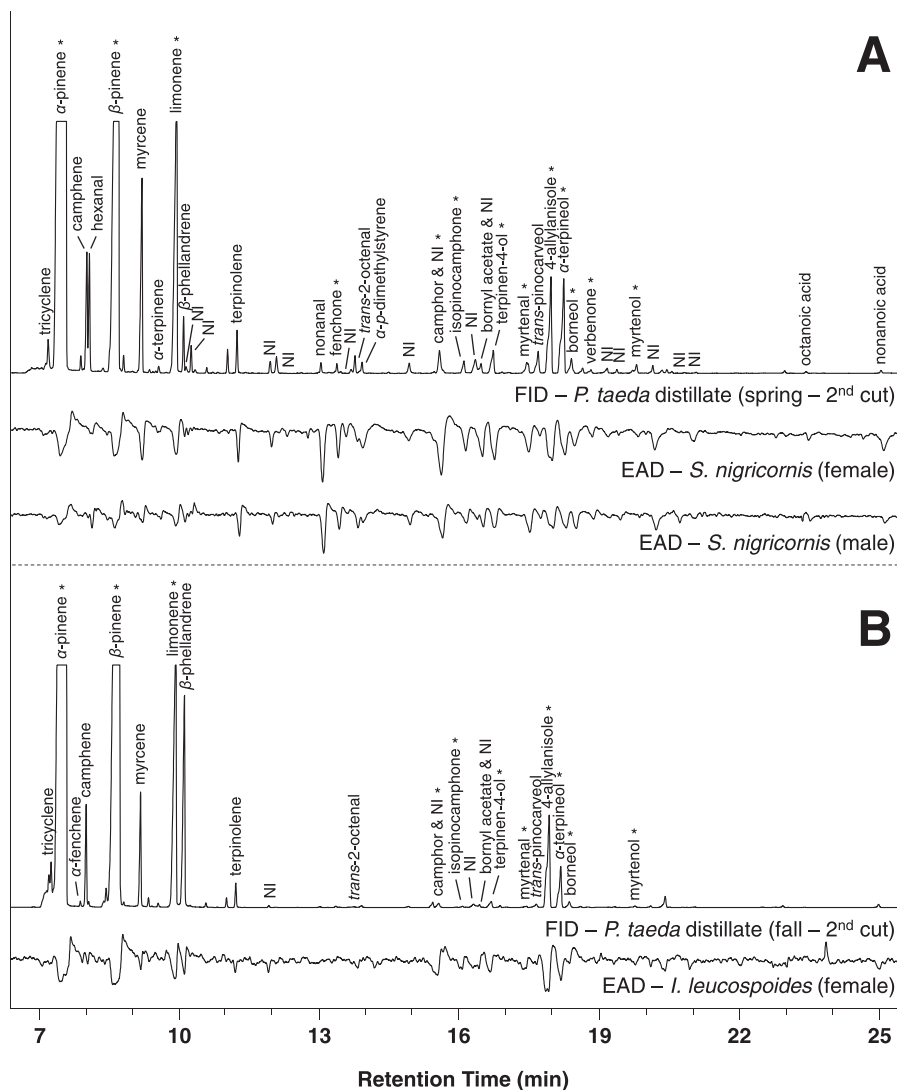 A
tricyclene
α-pinene *
camphene
hexanal
β-pinene *
myrcene
α-terpinene
limonene *
β-phellandrene
NI
NI
terpinolene
NI
NI
nonanal
fenchone *
NI
trans-2-octenal
α-p-dimethylstyrene
NI
camphor & NI *
isopinocamphone *
NI
bornyl acetate & NI
terpinen-4-ol *
myrtenal *
trans-pinocarveol
4-allylanisole *
α-terpineol *
borneol *
verbenone *
NI
NI
myrtenol *
NI
NI
NI
octanoic acid
nonanoic acid
FID – P. taeda distillate (spring – 2nd cut)
EAD – S. nigricornis (female)
EAD – S. nigricornis (male)
B
tricyclene
α-pinene *
α-fenchene
camphene
β-pinene *
myrcene
limonene *
β-phellandrene
terpinolene
NI
trans-2-octenal
camphor & NI *
isopinocamphone *
NI
bornyl acetate & NI
terpinen-4-ol *
myrtenal *
trans-pinocarveol
4-allylanisole *
α-terpineol *
borneol *
myrtenol *
FID – P. taeda distillate (fall – 2nd cut)
EAD – I. leucospoides (female)
7 10 13 16 19 22 25
Retention Time (min)